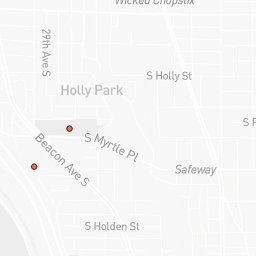 Wicked Chopstix
29th Ave S
S Holly St
Holly Park
S Myrtle Pl
Beacon Ave S
Safeway
S Holden St